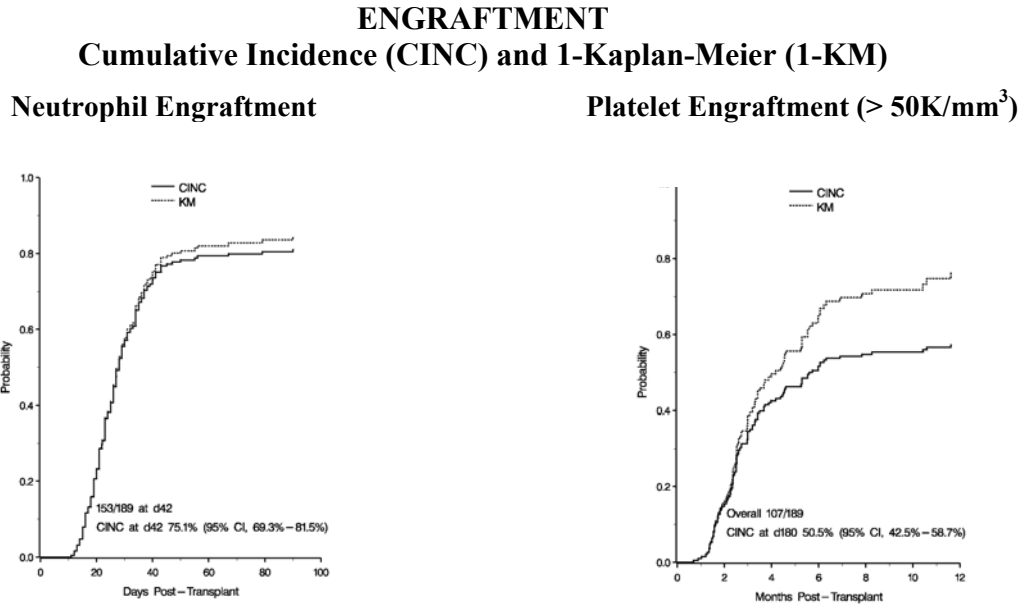 ENGRAFTMENT
Cumulative Incidence (CINC) and 1-Kaplan-Meier (1-KM)
Neutrophil Engraftment
Platelet Engraftment (> 50K/mm³)
1.0
0.8
0.6
0.4
0.2
0.0
Probability
CINC
KM
153/189 at d42
CINC at d42 75.1% (95% CI, 69.3%–81.5%)
0 20 40 60 80 100
Days Post–Transplant
0.8
0.6
0.4
0.2
0.0
Probability
CINC
KM
Overall 107/189
CINC at d180 50.5% (95% CI, 42.5%–58.7%)
0 2 4 6 8 10 12
Months Post–Transplant